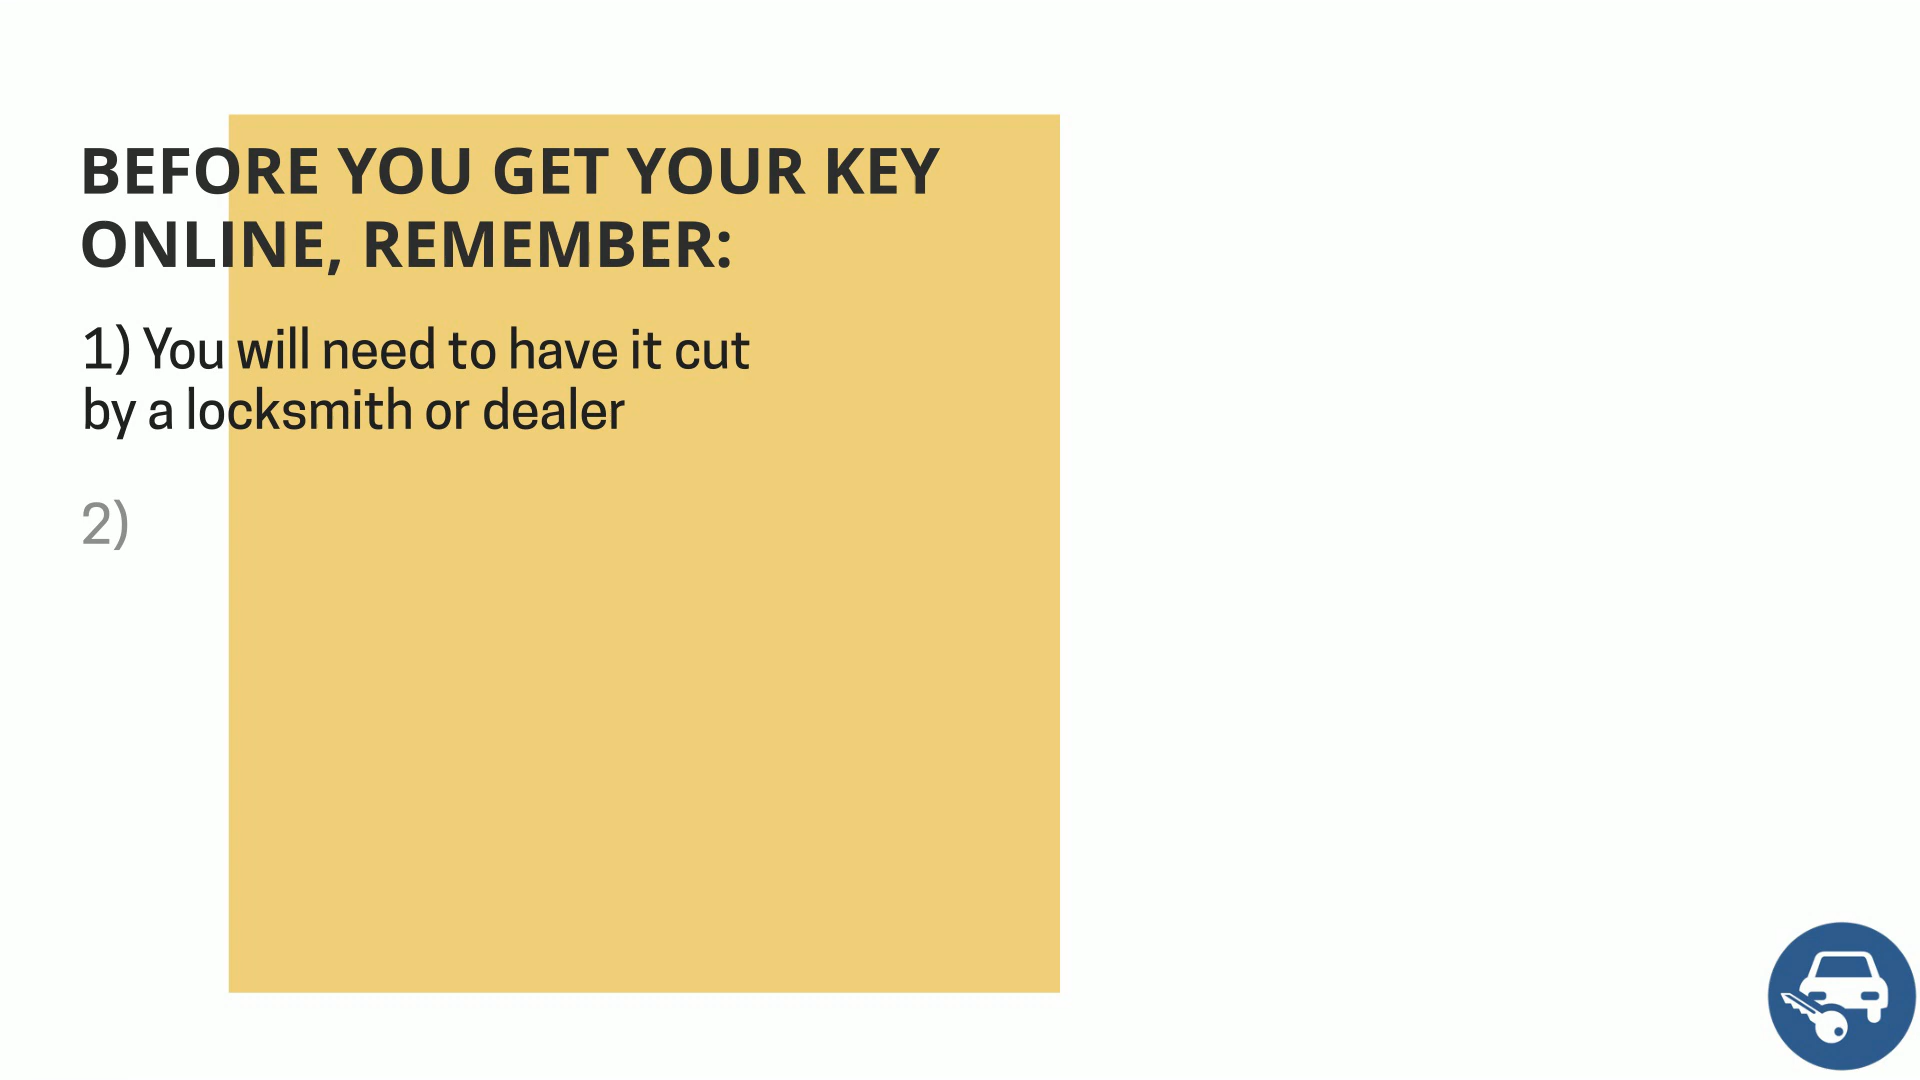 BEFORE YOU GET YOUR KEY
ONLINE, REMEMBER:
1) You will need to have it cut
by a locksmith or dealer
2)